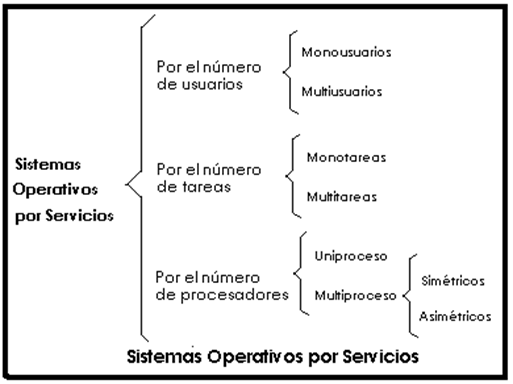 Sistemas
Operativos
por Servicios
Por el número
de usuarios
Monousuarios
Multiusuarios
Por el número
de tareas
Monotareas
Multitareas
Por el número
de procesadores
Uniproceso
Multiproceso
Simétricos
Asimétricos
Sistemas Operativos por Servicios